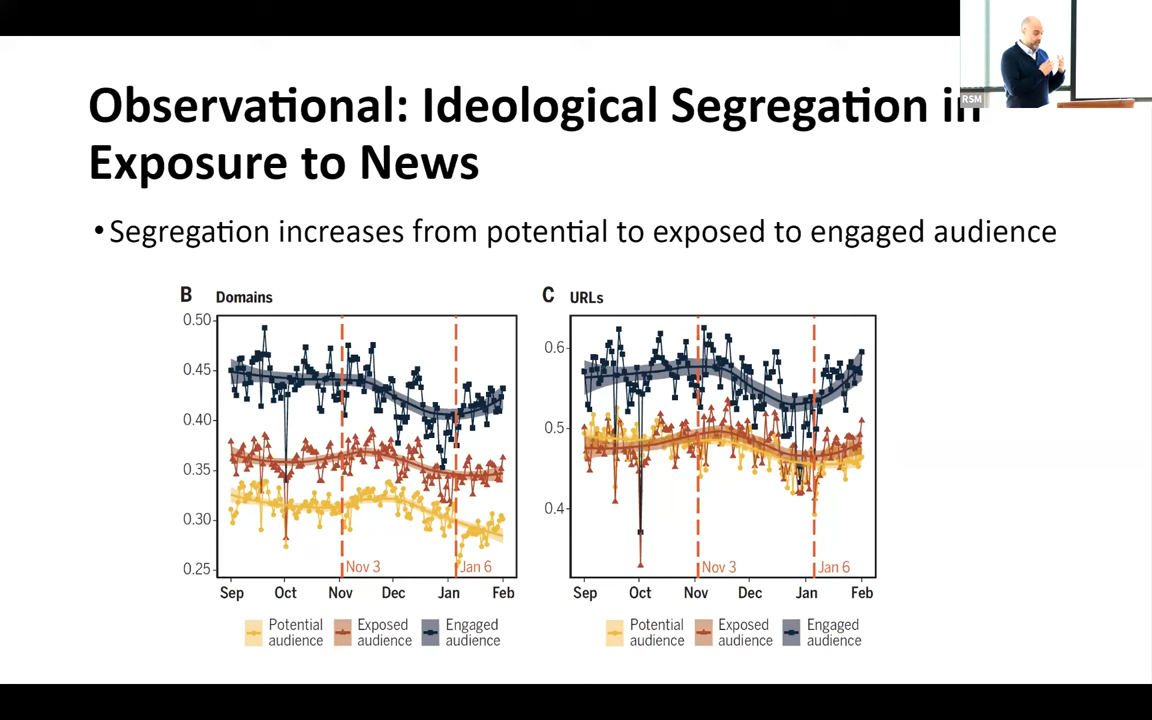 Observational: Ideological Segregation in
Exposure to News
RSM
•Segregation increases from potential to exposed to engaged audience
B Domains
C URLs
0.50
0.45
0.40
0.35
0.30
0.25
0.6
0.5
0.4
Nov 3
Jan 6
Nov 3
Jan 6
Sep Oct Nov Dec Jan Feb
Sep Oct Nov Dec Jan Feb
Potential audience
Exposed audience
Engaged audience
Potential audience
Exposed audience
Engaged audience